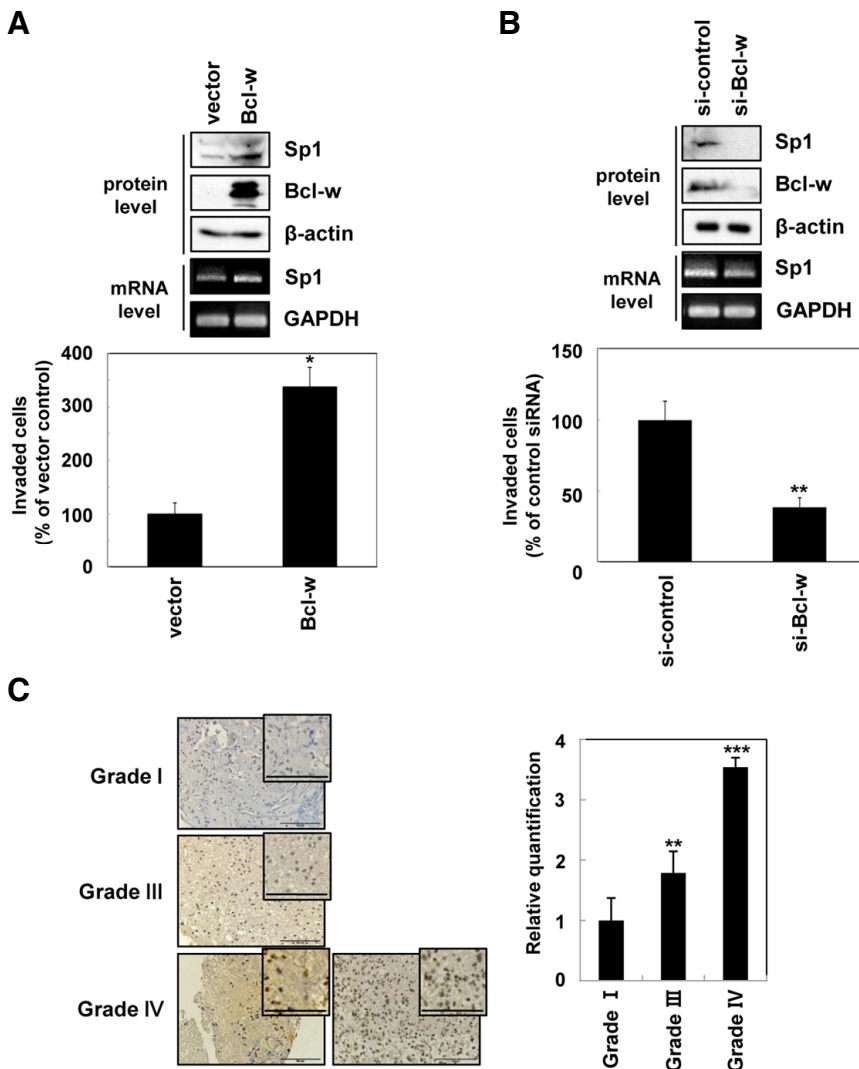 A
vector
Bcl-w
protein
level
Sp1
Bcl-w
β-actin
mRNA
level
Sp1
GAPDH
Invaded cells
(% of vector control)
400
300
200
100
0
*
vector
Bcl-w
B
si-control
si-Bcl-w
protein
level
Sp1
Bcl-w
β-actin
mRNA
level
Sp1
GAPDH
Invaded cells
(% of control siRNA)
150
100
50
0
**
si-control
si-Bcl-w
C
Grade I
Grade III
Grade IV
Relative quantification
4
3
2
1
0
**
***
Grade Ⅰ
Grade Ⅲ
Grade Ⅳ